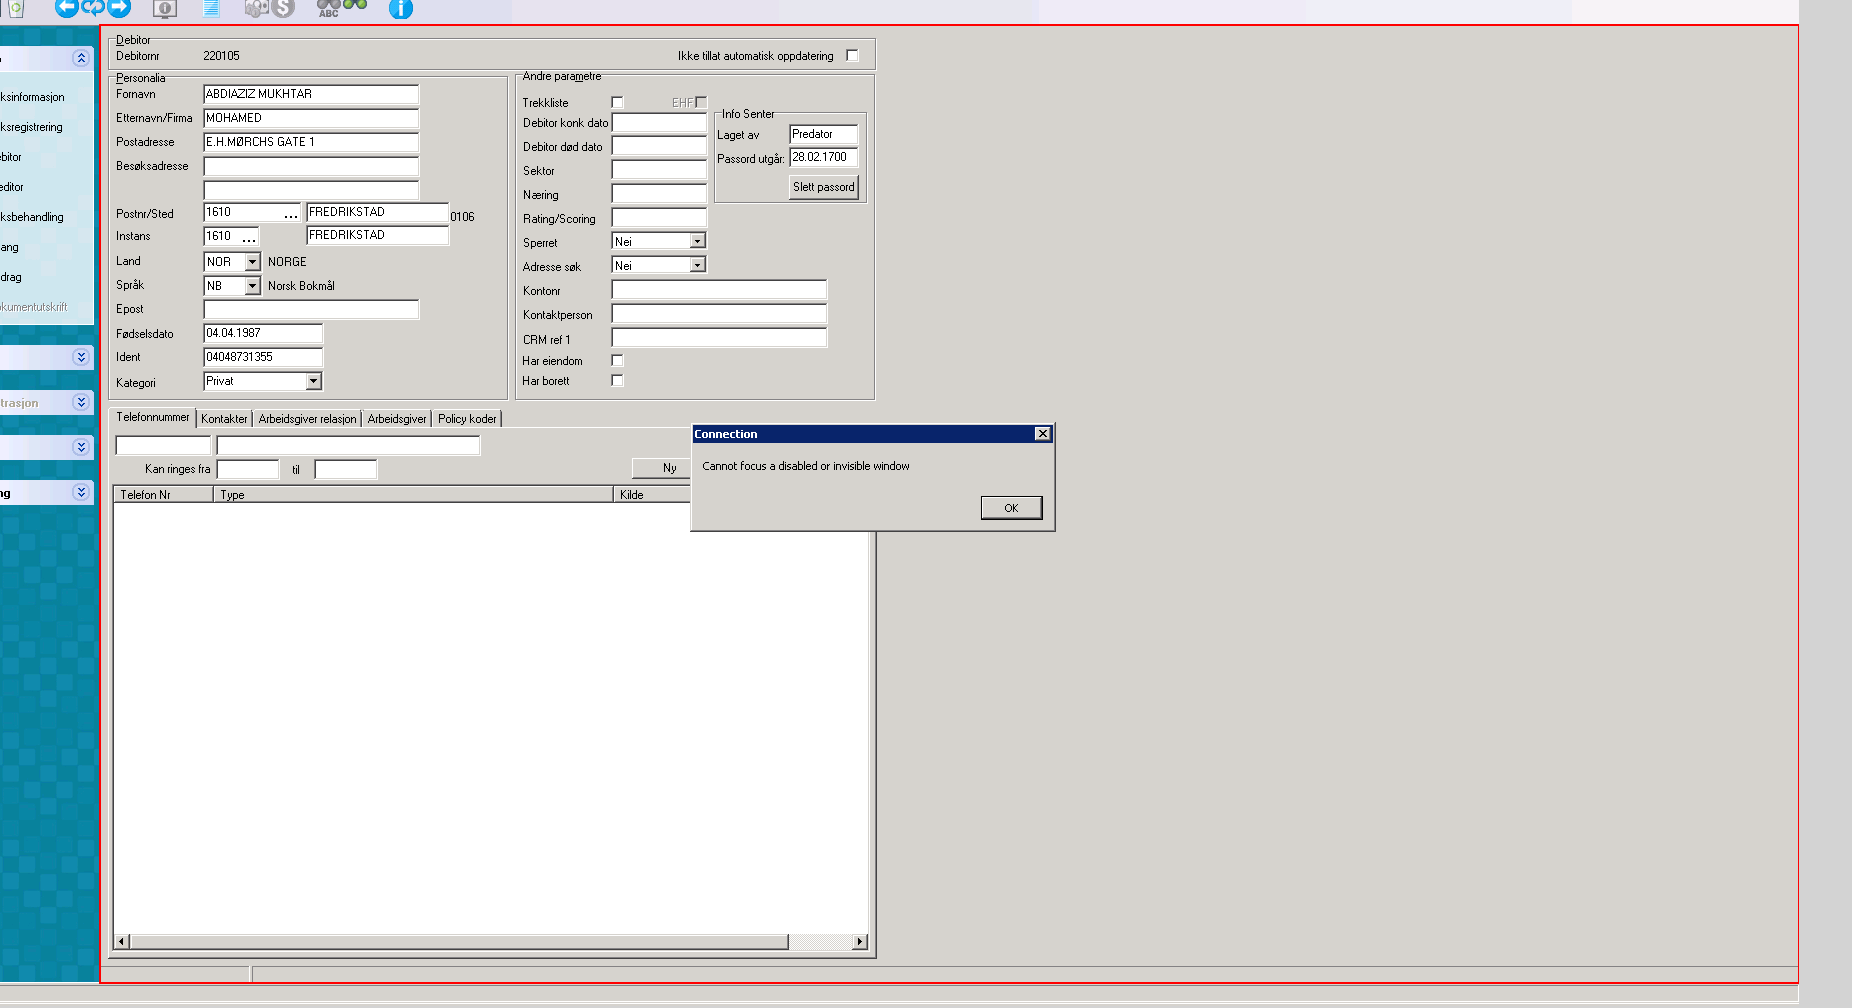 ABC
Debitor
Debitornr 220105 Ikke tillat automatisk oppdatering
Personalia
Fornavn ABDIAZIZ MUKHTAR
Etternavn/Firma MOHAMED
Postadresse E.H.MØRCHS GATE 1
Besøksadresse
Postnr/Sted 1610 ... FREDRIKSTAD 0106
Instans 1610 ... FREDRIKSTAD
Land NOR NORGE
Språk NB Norsk Bokmål
Epost
Fødselsdato 04.04.1987
Ident 04048731355
Kategori Privat
Andre parametre
Trekkliste EHF
Debitor konk dato
Debitor død dato
Sektor
Næring
Rating/Scoring
Sperret Nei
Adresse søk Nei
Kontonr
Kontaktperson
CRM ref 1
Har eiendom
Har borett
Info Senter
Laget av Predator
Passord utgår: 28.02.1700
Slett passord
ksinformasjon
ksregistrering
ebitor
editor
ksbehandling
ang
drag
okumentutskrift
trasjon
ng
Telefonnummer Kontakter Arbeidsgiver relasjon Arbeidsgiver Policy koder
Kan ringes fra til Ny
Telefon Nr Type Kilde
Connection
Cannot focus a disabled or invisible window
OK